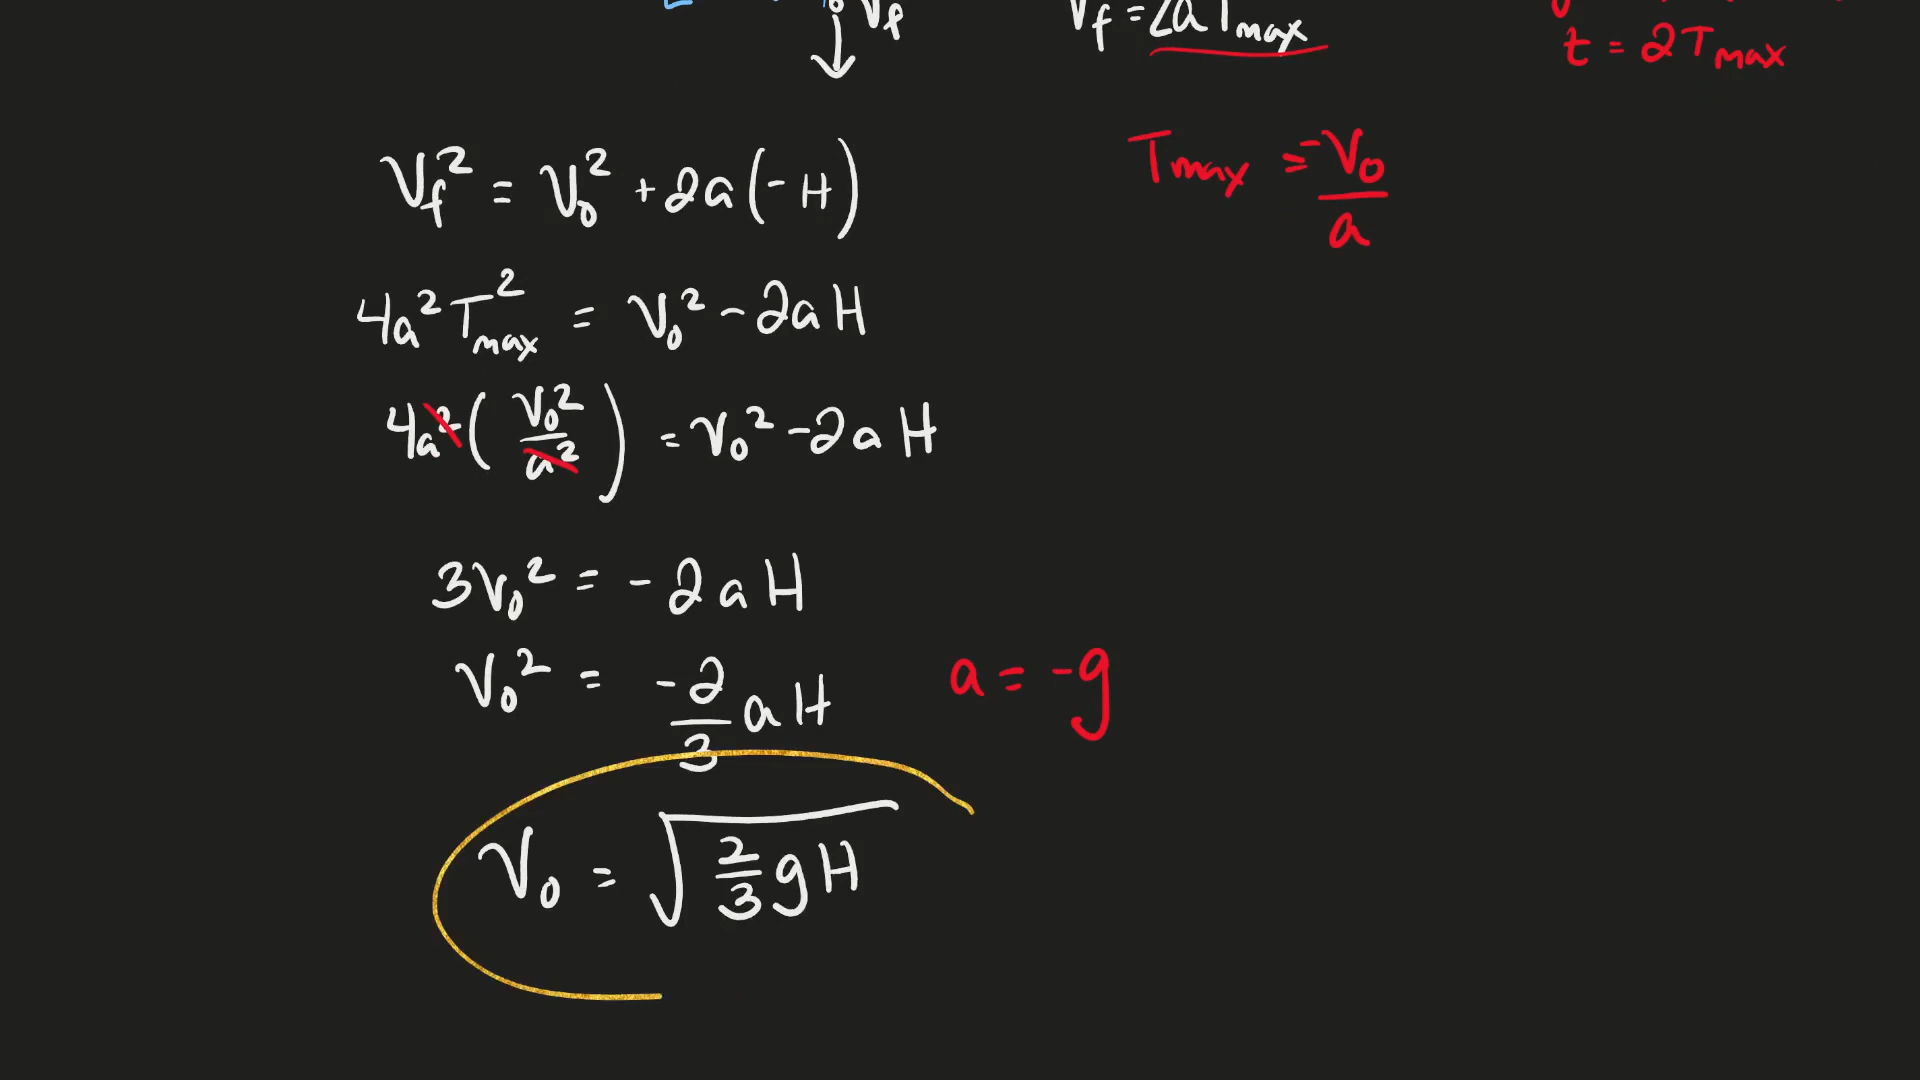 Vf
Vf = 2aTmax
t = 2Tmax
Vf² = V₀² + 2a(-H)
Tmax = -V₀/a
4a²T²max = V₀² - 2aH
4a²(V₀²/a²) = V₀² - 2aH
3V₀² = -2aH
V₀² = -2/3 aH
a = -g
V₀ = √(2/3 gH)